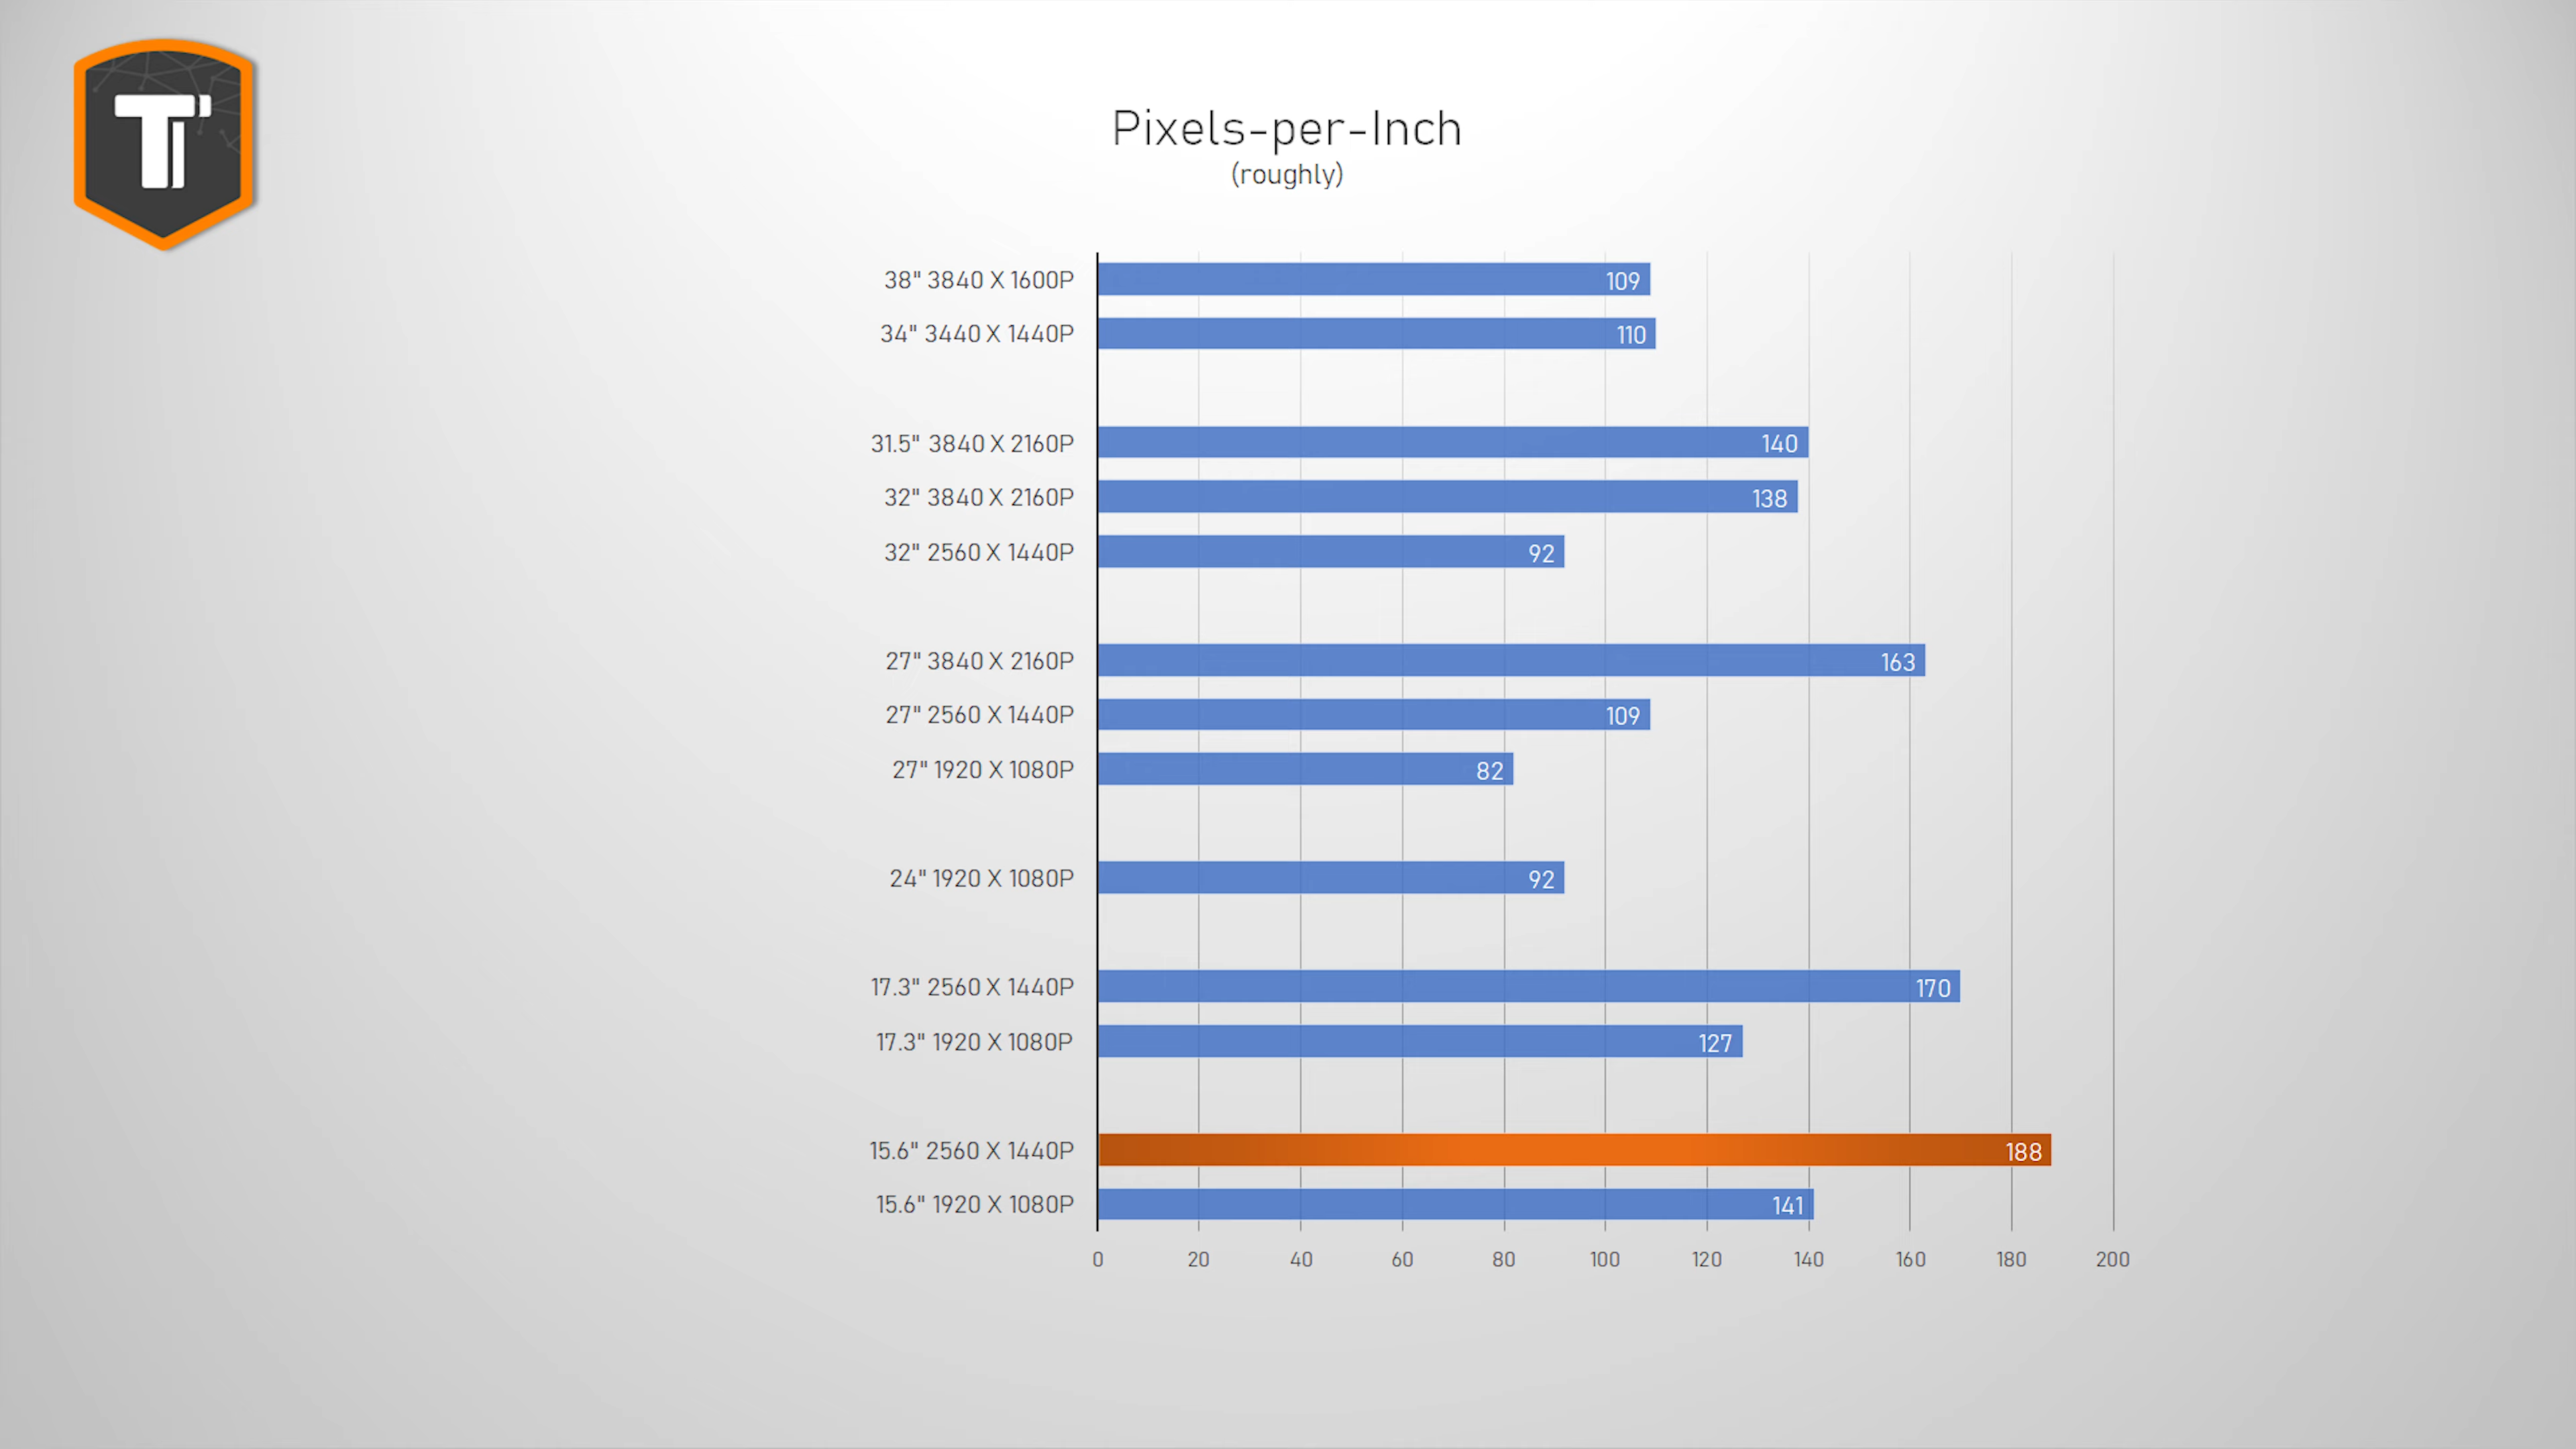 T
Pixels-per-Inch
(roughly)
38" 3840 X 1600P 109
34" 3440 X 1440P 110
31.5" 3840 X 2160P 140
32" 3840 X 2160P 138
32" 2560 X 1440P 92
27" 3840 X 2160P 163
27" 2560 X 1440P 109
27" 1920 X 1080P 82
24" 1920 X 1080P 92
17.3" 2560 X 1440P 170
17.3" 1920 X 1080P 127
15.6" 2560 X 1440P 188
15.6" 1920 X 1080P 141
0 20 40 60 80 100 120 140 160 180 200